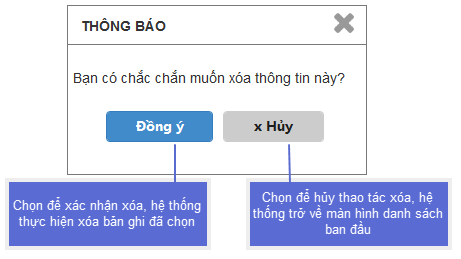 THÔNG BÁO
Bạn có chắc chắn muốn xóa thông tin này?
Đồng ý
x Hủy
Chọn để xác nhận xóa, hệ thống
thực hiện xóa bản ghi đã chọn
Chọn để hủy thao tác xóa, hệ
thống trở về màn hình danh sách
ban đầu